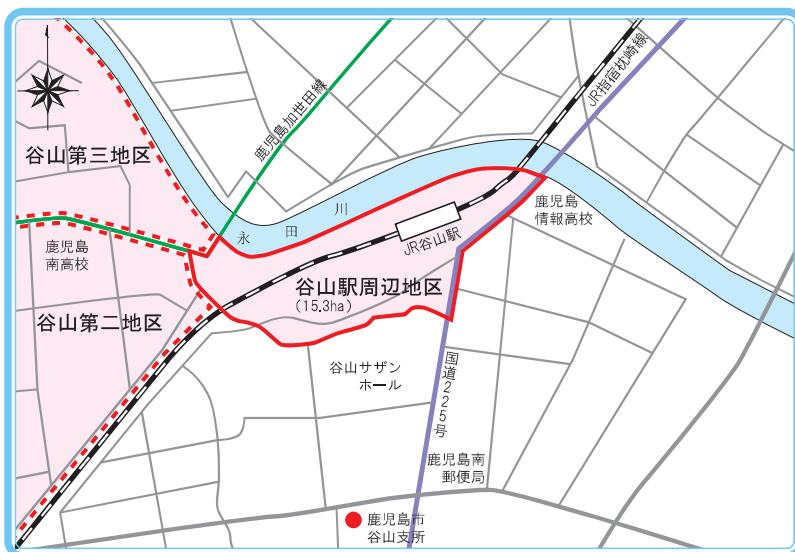 鹿児島加世田線
JR指宿枕崎線
谷山第三地区
永田川
鹿児島
情報高校
JR谷山駅
鹿児島
南高校
谷山駅周辺地区
(15.3ha)
谷山第二地区
谷山サザン
ホール
国道225号
鹿児島南
郵便局
鹿児島市
谷山支所